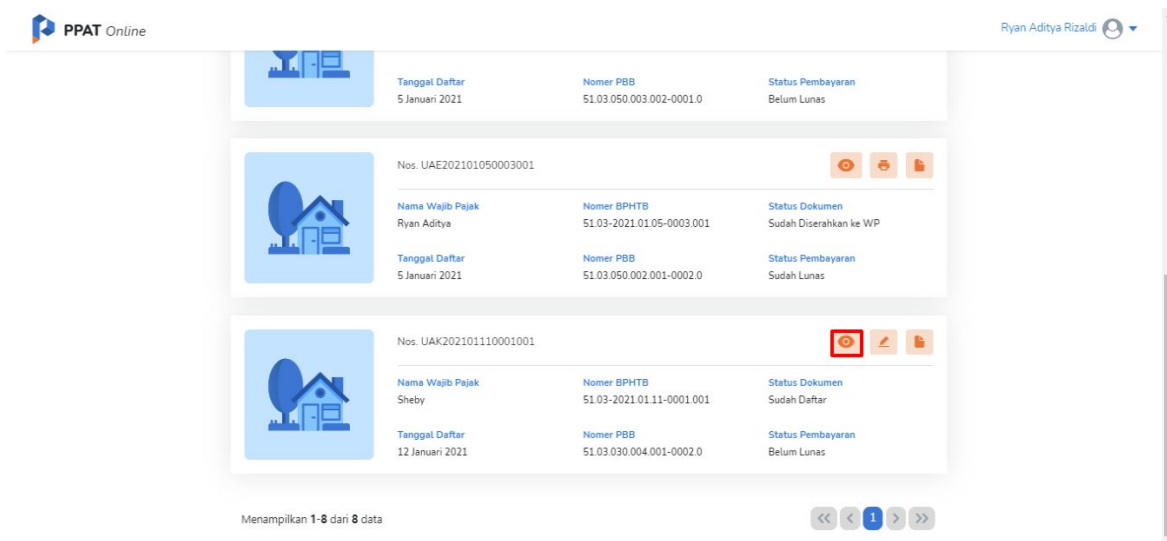 PPAT Online
Ryan Aditya Rizaldi
Tanggal Daftar Nomer PBB Status Pembayaran
5 Januari 2021 51.03.050.003.002-0001.0 Belum Lunas
Nos. UAE202101050003001
Nama Wajib Pajak Nomer BPHTB Status Dokumen
Ryan Aditya 51.03-2021.01.05-0003.001 Sudah Diserahkan ke WP
Tanggal Daftar Nomer PBB Status Pembayaran
5 Januari 2021 51.03.050.002.001-0002.0 Sudah Lunas
Nos. UAK202101110001001
Nama Wajib Pajak Nomer BPHTB Status Dokumen
Sheby 51.03-2021.01.11-0001.001 Sudah Daftar
Tanggal Daftar Nomer PBB Status Pembayaran
12 Januari 2021 51.03.030.004.001-0002.0 Belum Lunas
Menampilkan 1-8 dari 8 data << < 1 > >>